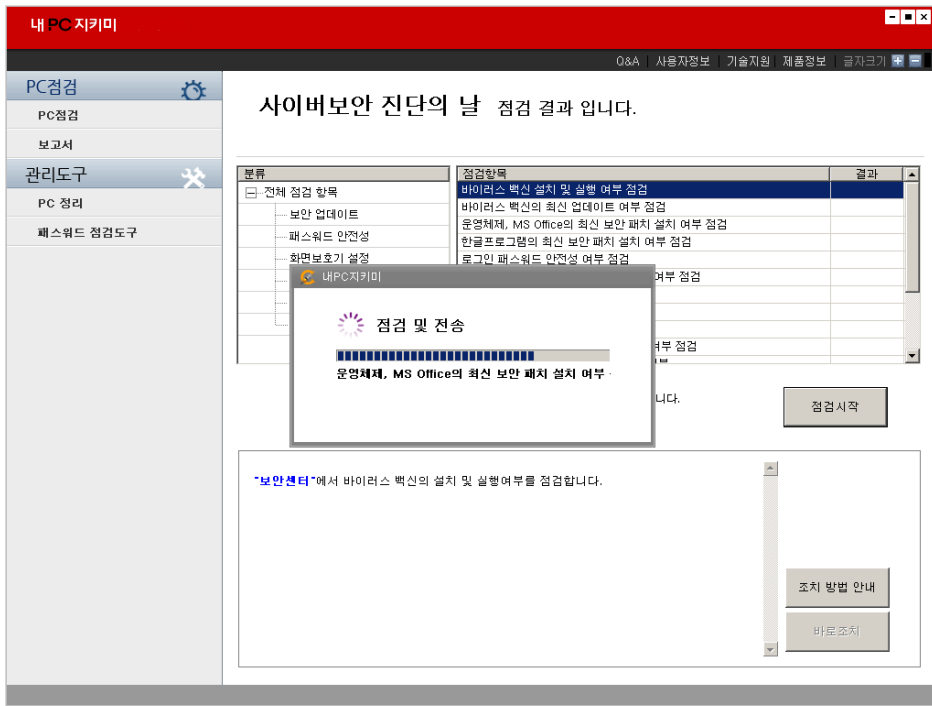 내 PC 지키미
Q&A 사용자정보 기술지원 제품정보 글자크기
PC점검
PC점검
보고서
관리도구
PC 정리
패스워드 점검도구
사이버보안 진단의 날 점검 결과 입니다.
분류
전체 점검 항목
보안 업데이트
패스워드 안전성
화면보호기 설정
점검항목 결과
바이러스 백신 설치 및 실행 여부 점검
바이러스 백신의 최신 업데이트 여부 점검
운영체제, MS Office의 최신 보안 패치 설치 여부 점검
한글프로그램의 최신 보안 패치 설치 여부 점검
로그인 패스워드 안전성 여부 점검
여부 점검
여부 점검
내PC지키미
점검 및 전송
운영체제, MS Office의 최신 보안 패치 설치 여부
니다.
점검시작
"보안센터"에서 바이러스 백신의 설치 및 실행여부를 점검합니다.
조치 방법 안내
바로조치